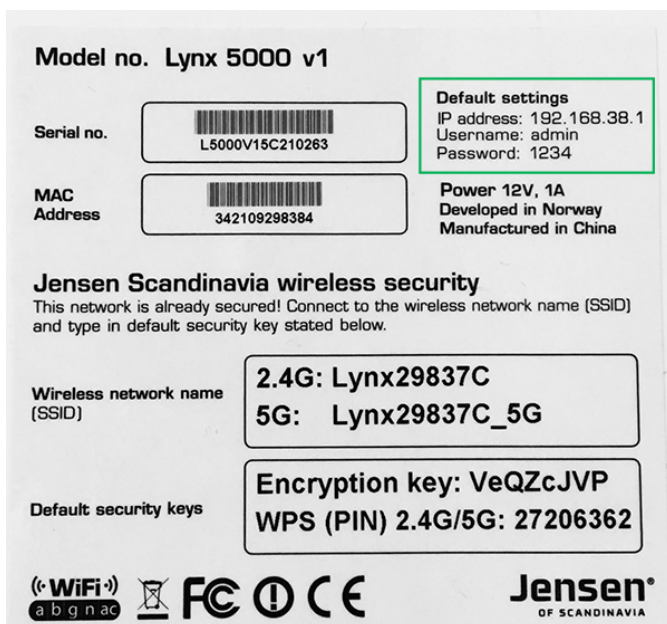 Model no. Lynx 5000 v1
Serial no.
L5000V15C210263
Default settings
IP address: 192.168.38.1
Username: admin
Password: 1234
MAC
Address
342109298384
Power 12V, 1A
Developed in Norway
Manufactured in China
Jensen Scandinavia wireless security
This network is already secured! Connect to the wireless network name (SSID)
and type in default security key stated below.
Wireless network name
(SSID)
2.4G: Lynx29837C
5G: Lynx29837C_5G
Default security keys
Encryption key: VeQZcJVP
WPS (PIN) 2.4G/5G: 27206362
WiFi
a b g n ac
FC
CE
Jensen
OF SCANDINAVIA